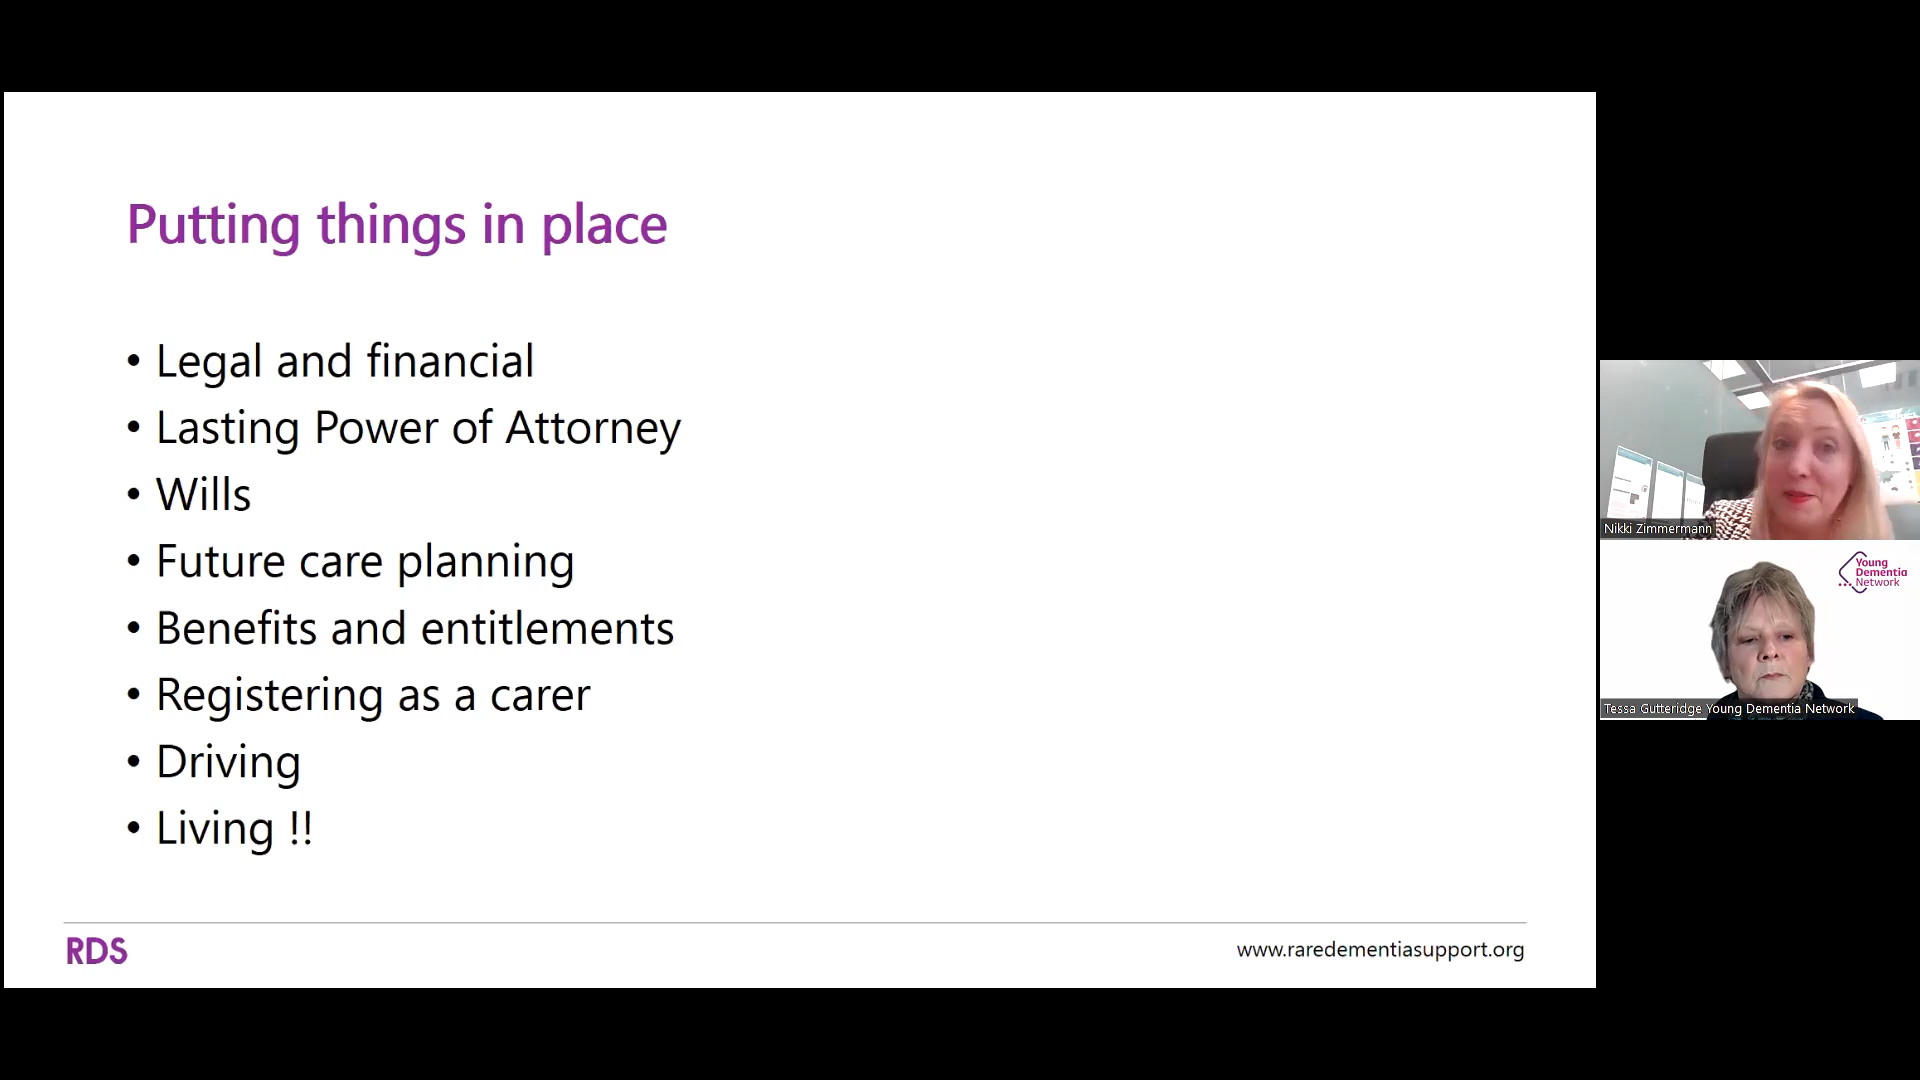 Putting things in place
• Legal and financial
• Lasting Power of Attorney
• Wills
• Future care planning
• Benefits and entitlements
• Registering as a carer
• Driving
• Living !!
RDS
www.raredementiasupport.org
Nikki Zimmermann
Young
Dementia
Network
Tessa Gutteridge Young Dementia Network